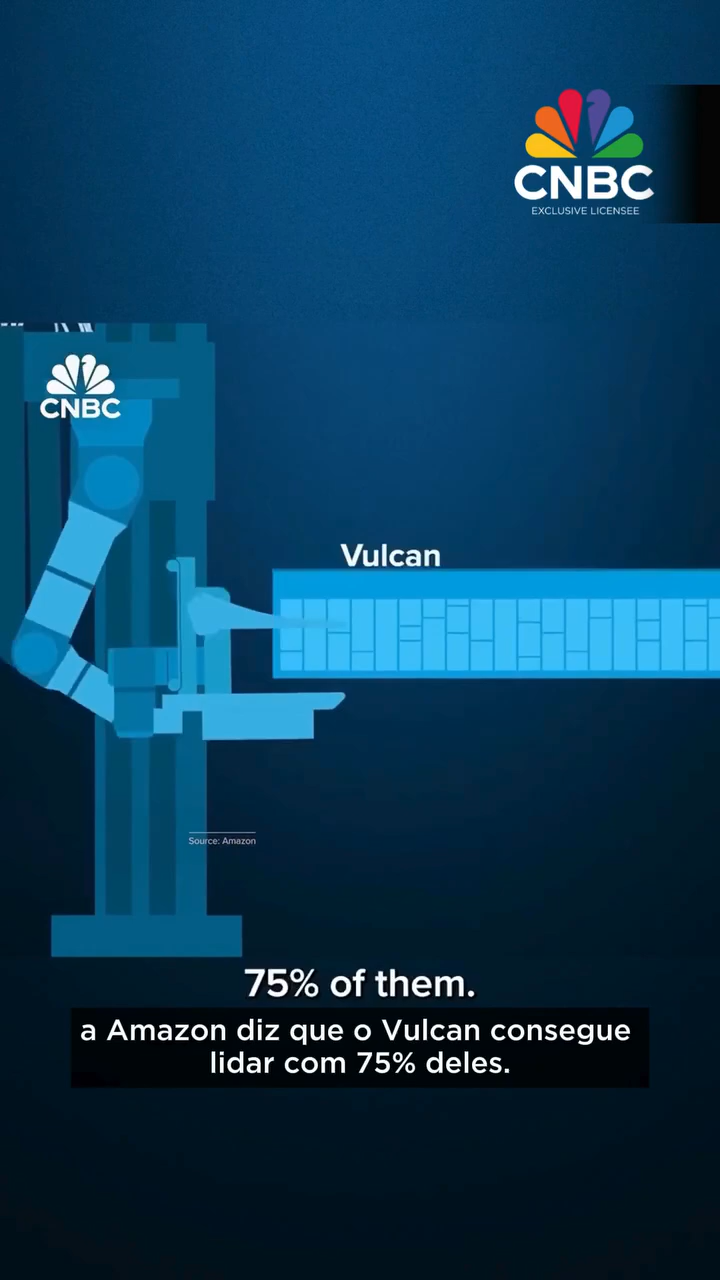 CNBC
EXCLUSIVE LICENSEE
CNBC
Vulcan
Source: Amazon
75% of them.
a Amazon diz que o Vulcan consegue
lidar com 75% deles.